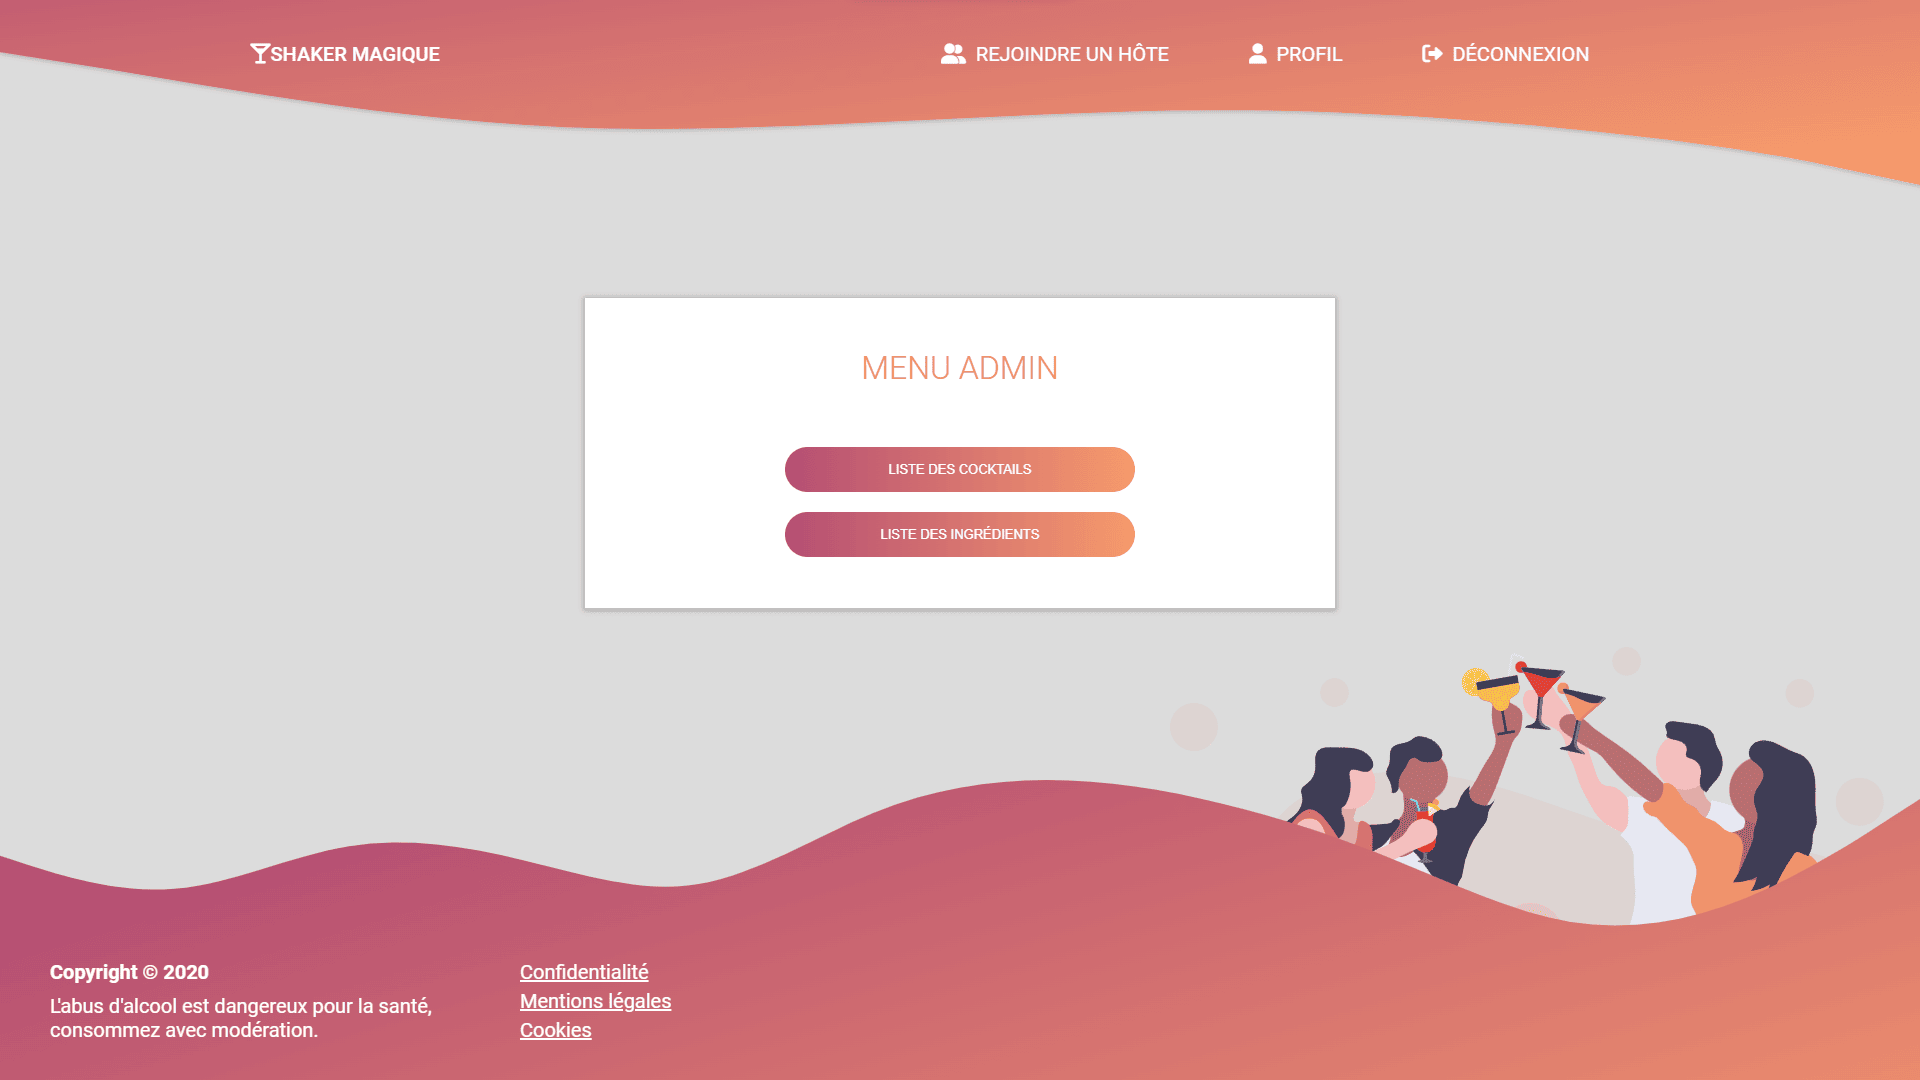 SHAKER MAGIQUE
REJOINDRE UN HÔTE
PROFIL
DÉCONNEXION
MENU ADMIN
LISTE DES COCKTAILS
LISTE DES INGRÉDIENTS
Copyright © 2020
L'abus d'alcool est dangereux pour la santé,
consommez avec modération.
Confidentialité
Mentions légales
Cookies